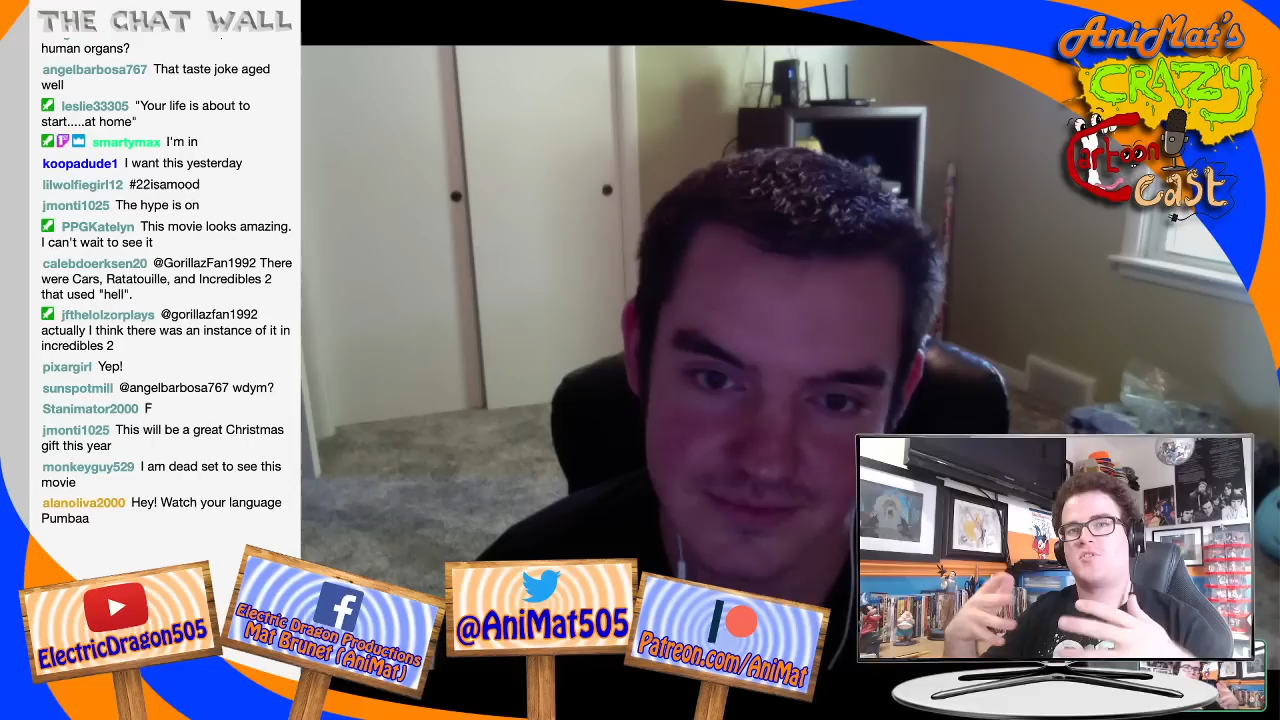 THE CHAT WALL
human organs?
angelbarbosa767 That taste joke aged
well
leslie33305 "Your life is about to
start.....at home"
smartymax I'm in
koopadude1 I want this yesterday
lilwolfiegirl12 #22isamood
jmonti1025 The hype is on
PPGKatelyn This movie looks amazing.
I can't wait to see it
calebdoerksen20 @GorillazFan1992 There
were Cars, Ratatouille, and Incredibles 2
that used "hell".
jfthelolzorplays @gorillazfan1992
actually I think there was an instance of it in
incredibles 2
pixargirl Yep!
sunspotmill @angelbarbosa767 wdym?
Stanimator2000 F
jmonti1025 This will be a great Christmas
gift this year
monkeyguy529 I am dead set to see this
movie
alanoliva2000 Hey! Watch your language
Pumbaa
AniMat's
CRAZY
Cartoon
Cast
ElectricDragon505
Electric Dragon Productions
Mat Brunet (AniMat)
@AniMat505
Patreon.com/AniMat